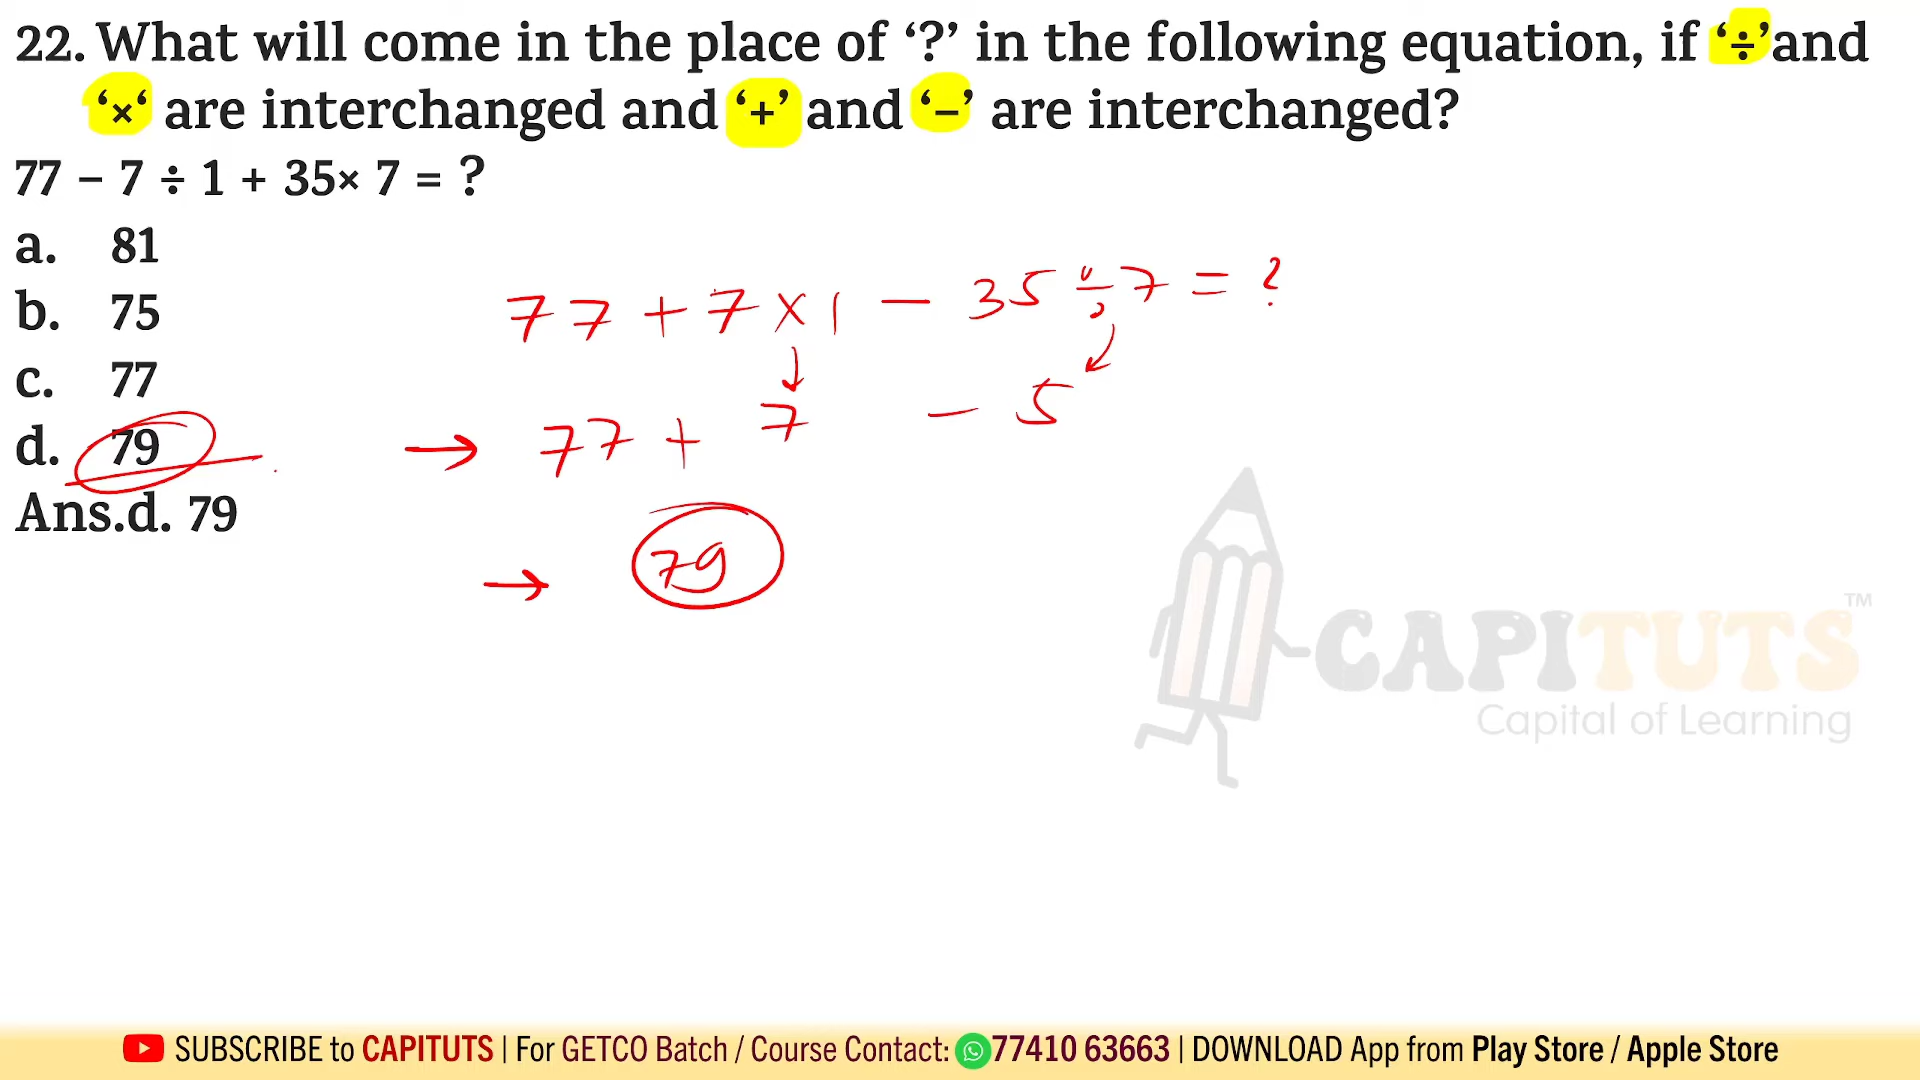 22. What will come in the place of ‘?’ in the following equation, if ‘÷’and
‘×‘ are interchanged and ‘+’ and ‘−’ are interchanged?
77 − 7 ÷ 1 + 35× 7 = ?
a. 81
b. 75
c. 77
d. 79
Ans.d. 79
77 + 7 × 1 − 35 ÷ 7 = ?
→ 77 + 7 − 5
→ 79
CAPITUTS™
Capital of Learning
SUBSCRIBE to CAPITUTS | For GETCO Batch / Course Contact: 77410 63663 | DOWNLOAD App from Play Store / Apple Store